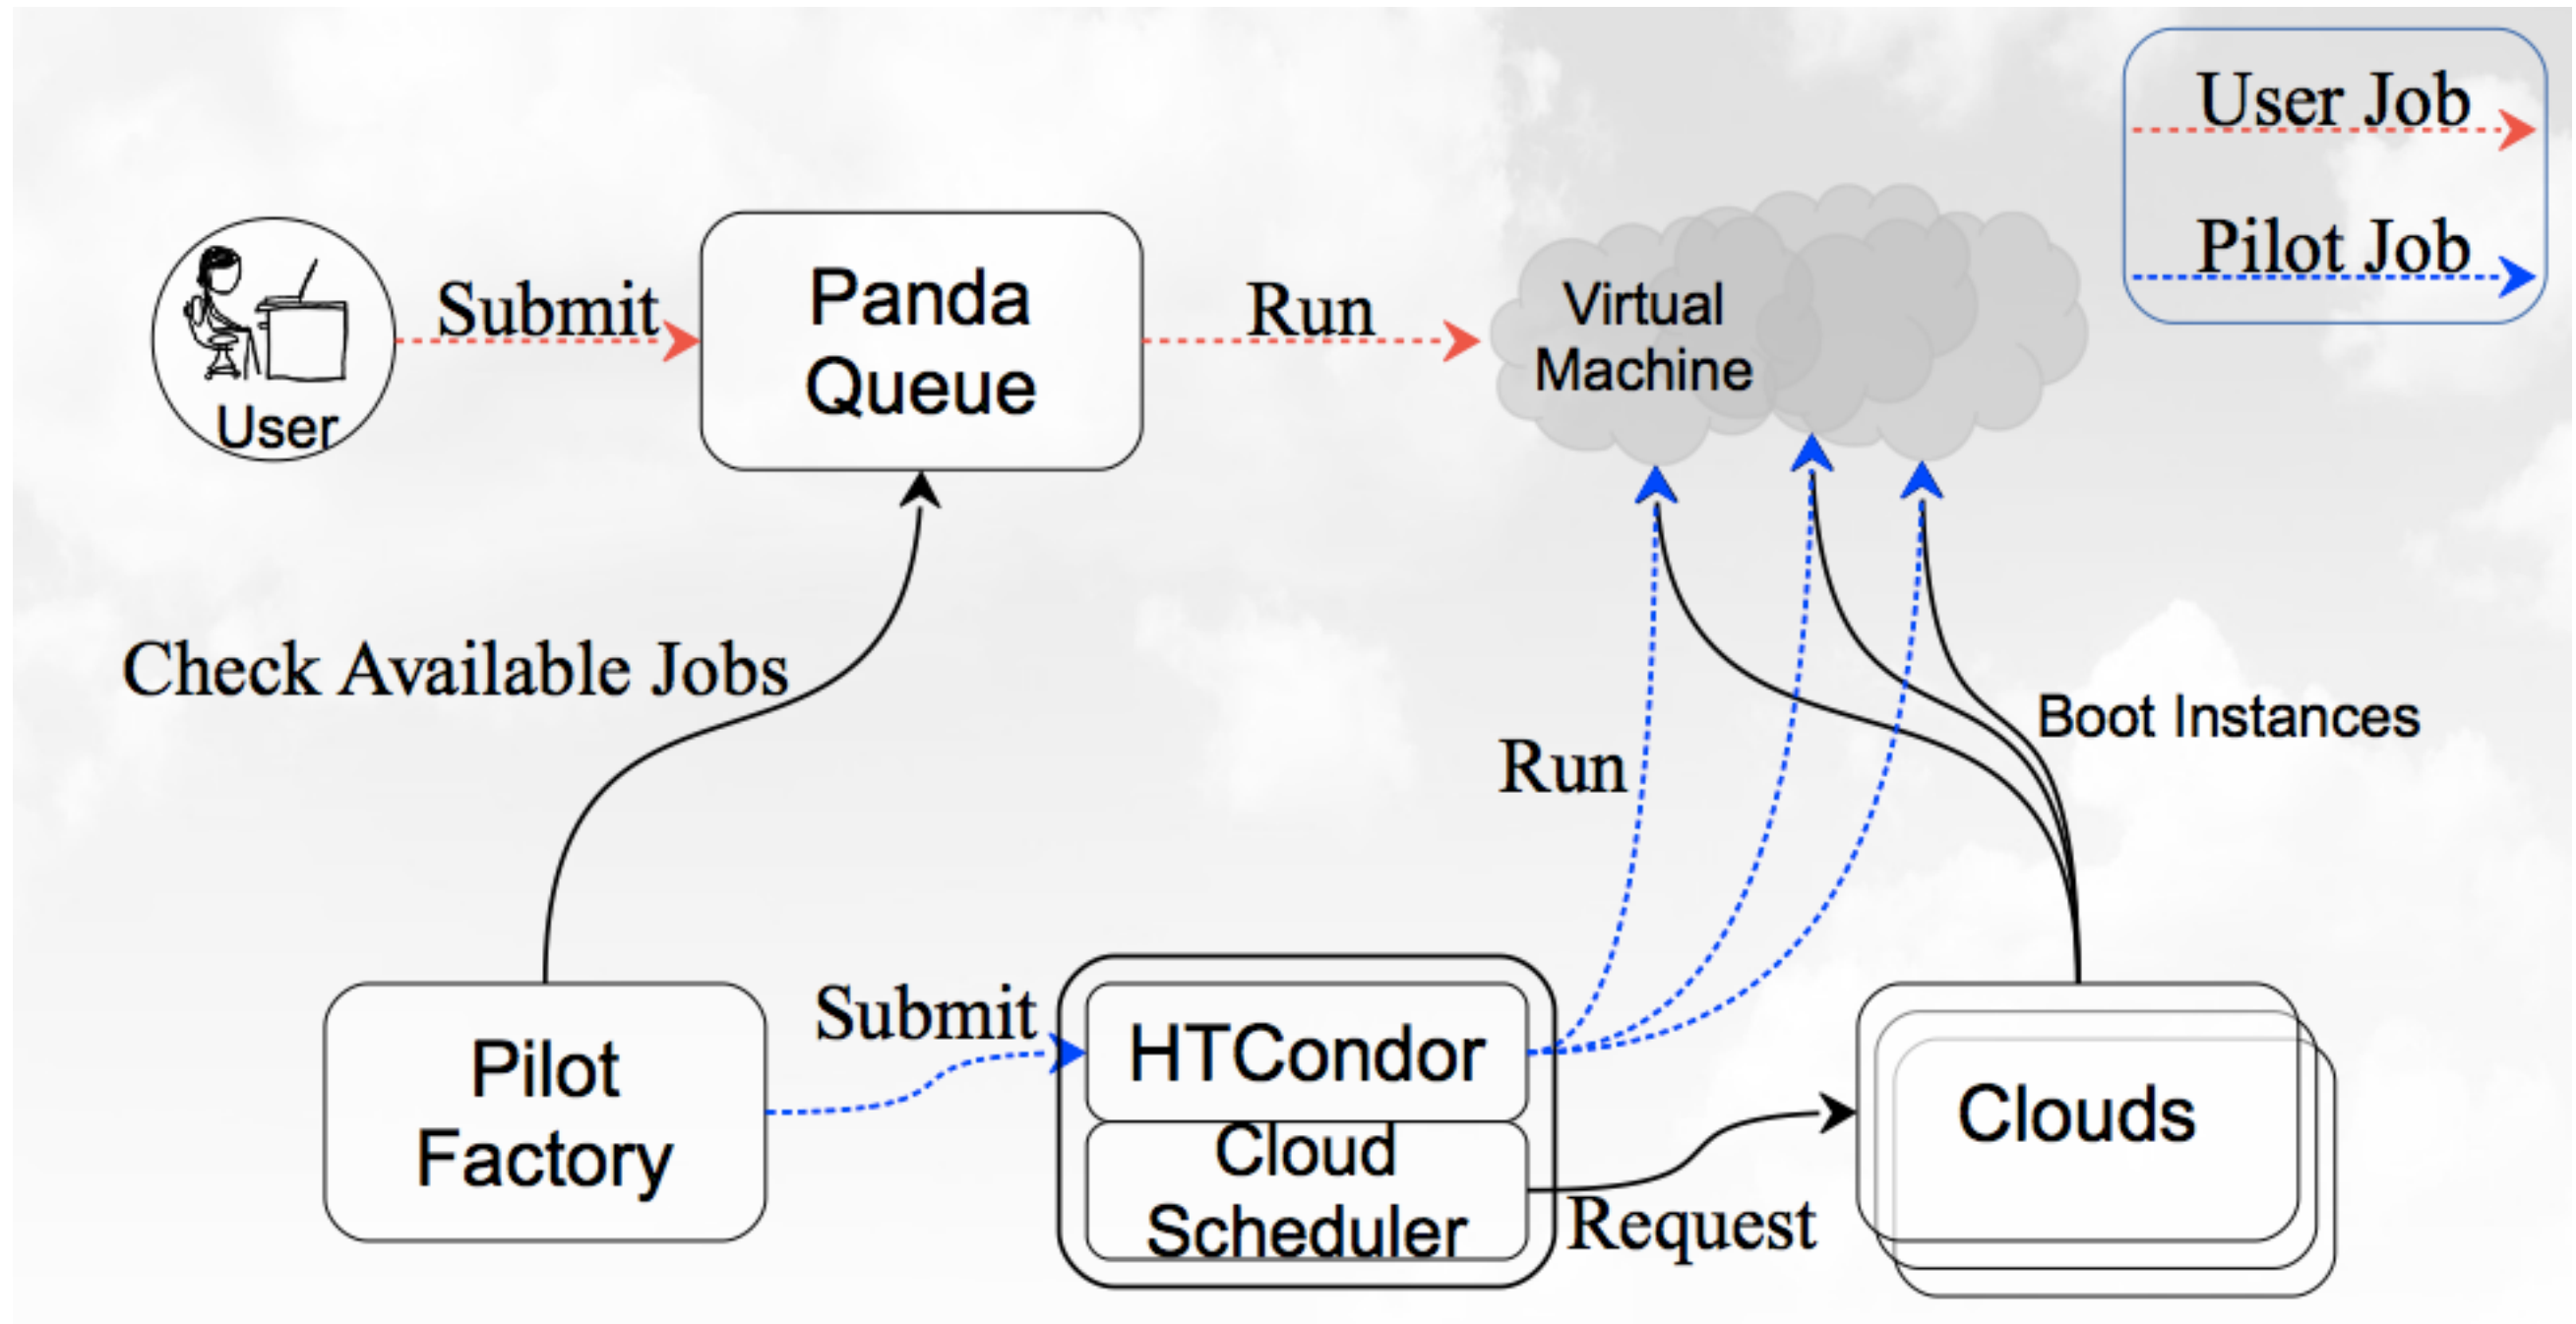 User Job
Pilot Job
User
Submit
Panda
Queue
Run
Virtual
Machine
Check Available Jobs
Run
Boot Instances
Pilot
Factory
Submit
HTCondor
Cloud
Scheduler
Request
Clouds